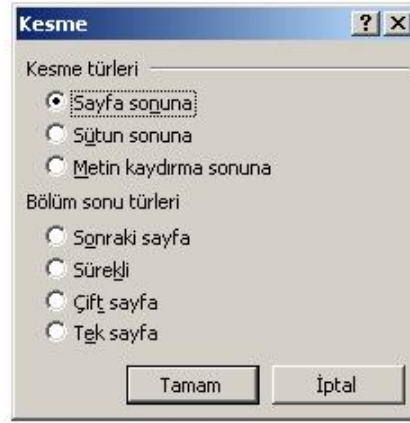 Kesme
Kesme türleri
Sayfa sonuna
Sütun sonuna
Metin kaydırma sonuna
Bölüm sonu türleri
Sonraki sayfa
Sürekli
Çift sayfa
Tek sayfa
Tamam İptal